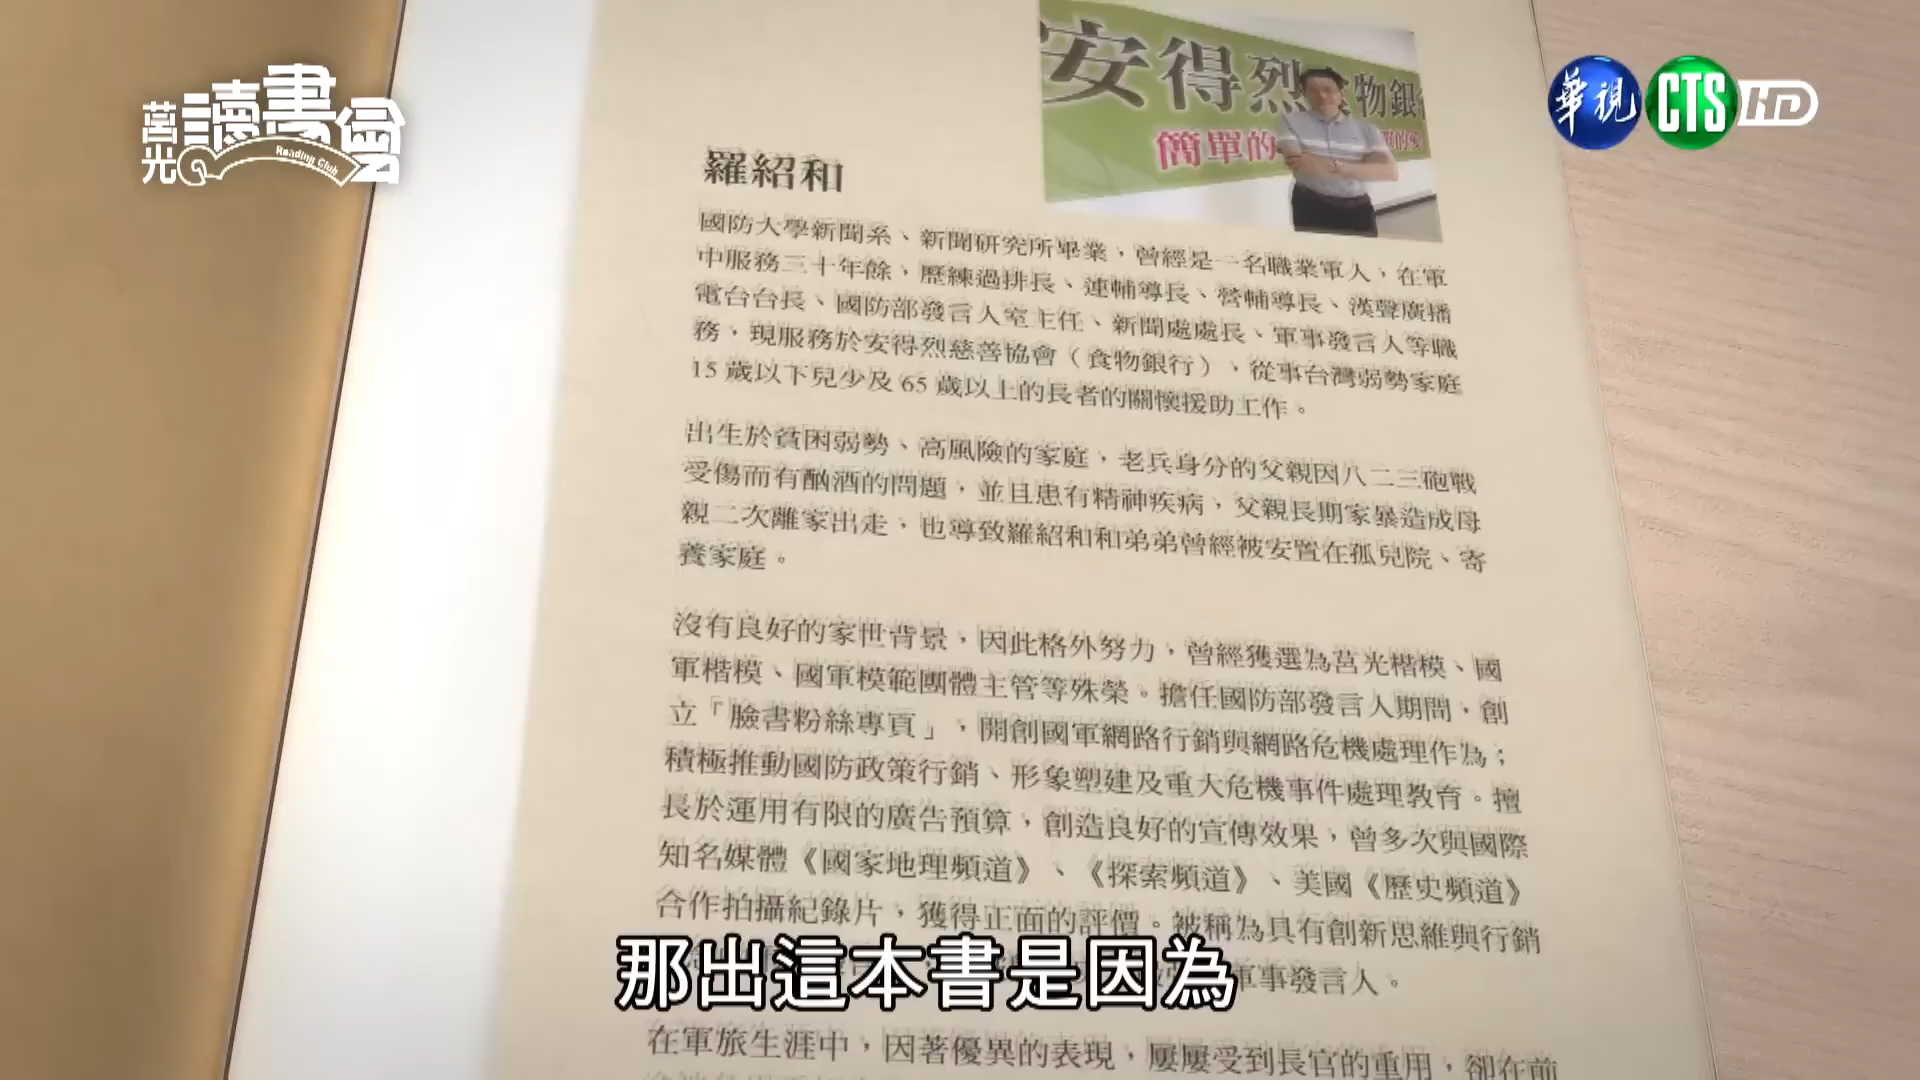 莒光讀書會
Reading Club
華視 CTS HD
安得烈食物銀
簡單的
羅紹和
國防大學新聞系、新聞研究所畢業，曾經是一名職業軍人，在軍
中服務三十年餘，歷練過排長、連輔導長、營輔導長、漢聲廣播
電台台長、國防部發言人室主任、新聞處處長、軍事發言人等職
務，現服務於安得烈慈善協會（食物銀行），從事台灣弱勢家庭
15 歲以下兒少及 65 歲以上的長者的關懷援助工作。
出生於貧困弱勢、高風險的家庭，老兵身分的父親因八二三砲戰
受傷而有酗酒的問題，並且患有精神疾病，父親長期家暴造成母
親二次離家出走，也導致羅紹和和弟弟曾經被安置在孤兒院、寄
養家庭。
沒有良好的家世背景，因此格外努力，曾經獲選為莒光楷模、國
軍楷模、國軍模範團體主管等殊榮。擔任國防部發言人期間，創
立「臉書粉絲專頁」，開創國軍網路行銷與網路危機處理作為；
積極推動國防政策行銷、形象塑建及重大危機事件處理教育。擅
長於運用有限的廣告預算，創造良好的宣傳效果，曾多次與國際
知名媒體《國家地理頻道》、《探索頻道》、美國《歷史頻道》
合作拍攝紀錄片，獲得正面的評價。被稱為具有創新思維與行銷
軍事發言人。
那出這本書是因為
在軍旅生涯中，因著優異的表現，屢屢受到長官的重用，卻在前